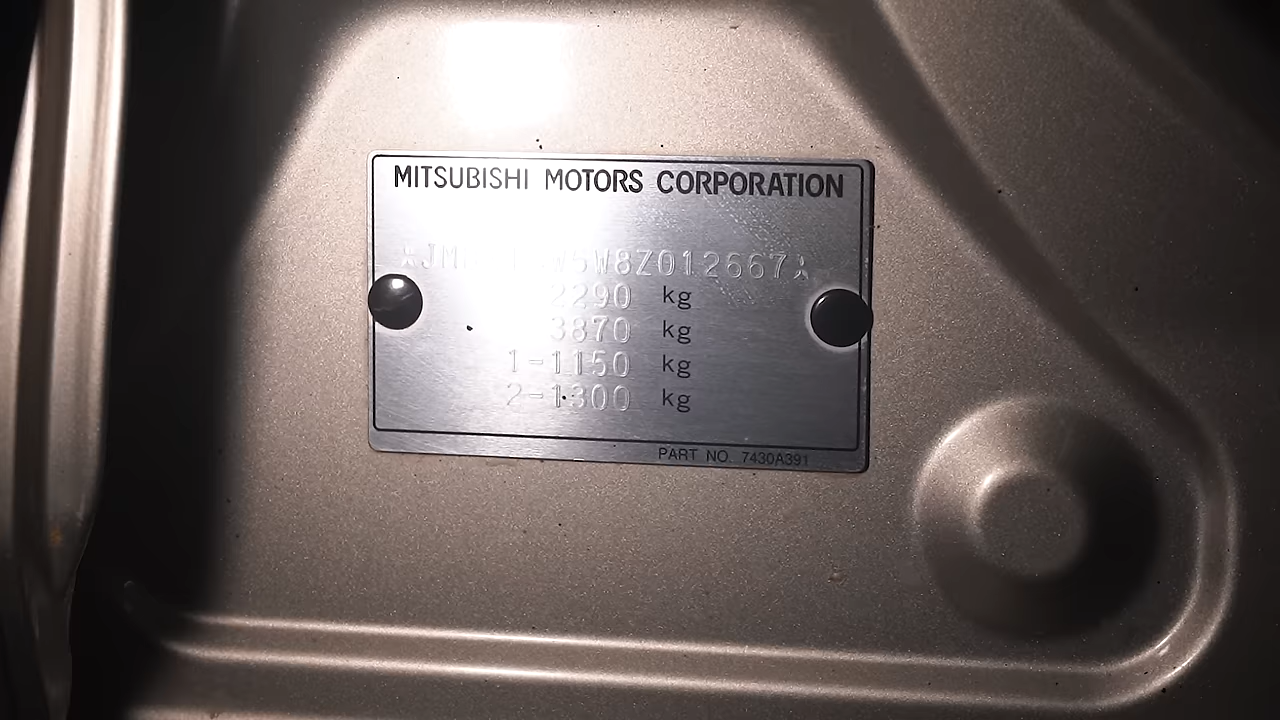 MITSUBISHI MOTORS CORPORATION
2290 kg
3870 kg
1-1150 kg
2-1300 kg
PART NO. 7430A391